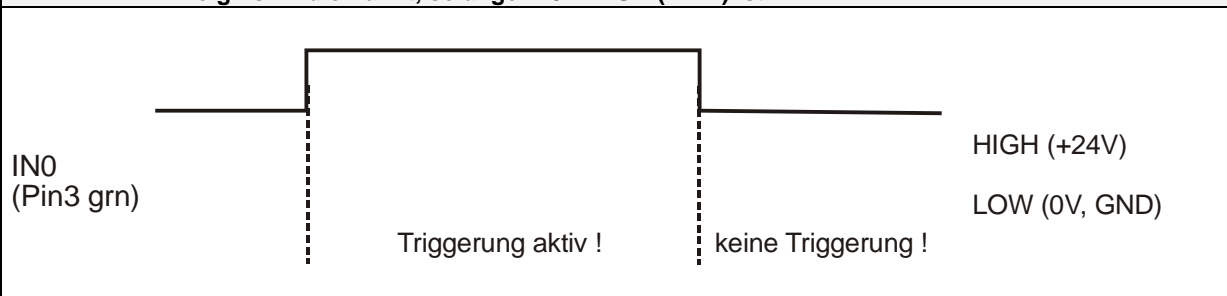 IN0
(Pin3 grn)
HIGH (+24V)
LOW (0V, GND)
Triggerung aktiv !
keine Triggerung !